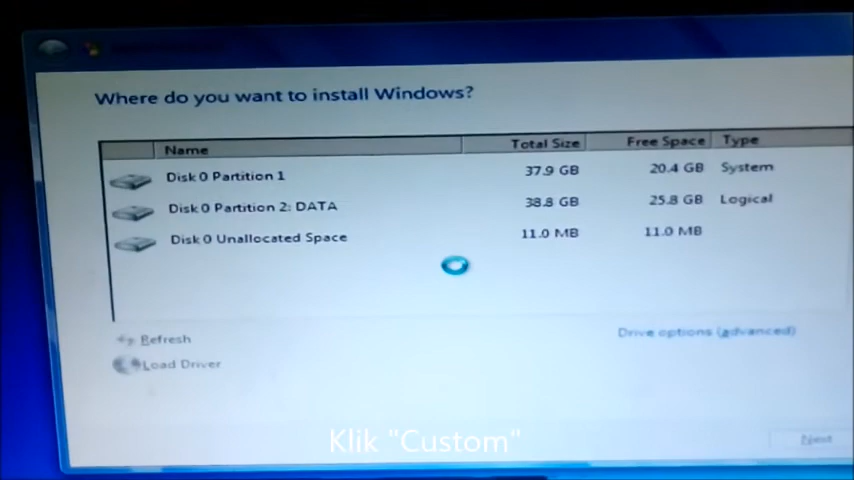 Where do you want to install Windows?
Name Total Size Free Space Type
Disk 0 Partition 1 37.9 GB 20.4 GB System
Disk 0 Partition 2: DATA 38.8 GB 25.8 GB Logical
Disk 0 Unallocated Space 11.0 MB 11.0 MB
Refresh Drive options (advanced)
Load Driver
Klik "Custom"
Next